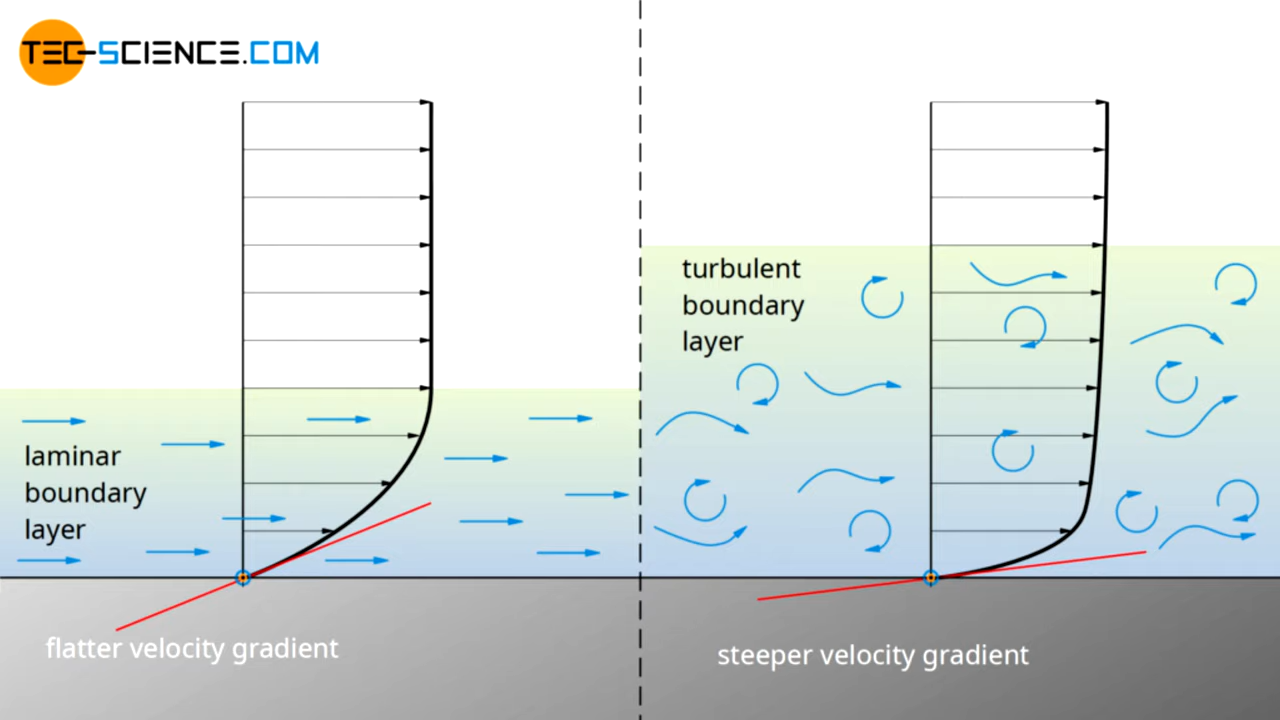 TEC-SCIENCE.COM
laminar
boundary
layer
flatter velocity gradient
turbulent
boundary
layer
steeper velocity gradient